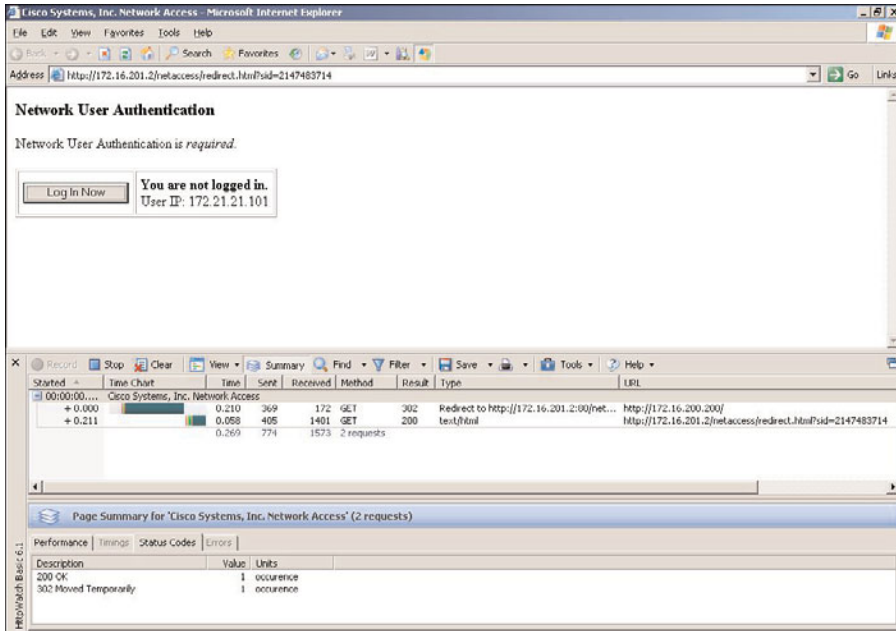 Cisco Systems, Inc. Network Access - Microsoft Internet Explorer
File Edit View Favorites Tools Help
Back Search Favorites
Address http://172.16.201.2/netaccess/redirect.html?sid=2147483714 Go Links
Network User Authentication
Network User Authentication is required.
Log In Now
You are not logged in.
User IP: 172.21.21.101
Record Stop Clear View Summary Find Filter Save Tools Help
Started Time Chart Time Sent Received Method Result Type URL
00:00:00.... Cisco Systems, Inc. Network Access
+ 0.000 0.210 369 172 GET 302 Redirect to http://172.16.201.2:80/net... http://172.16.200.200/
+ 0.211 0.058 405 1401 GET 200 text/html http://172.16.201.2/netaccess/redirect.html?sid=2147483714
0.269 774 1573 2 requests
Page Summary for 'Cisco Systems, Inc. Network Access' (2 requests)
Performance Timings Status Codes Errors
Description Value Units
200 OK 1 occurence
302 Moved Temporarily 1 occurence
HttpWatch Basic 6.1